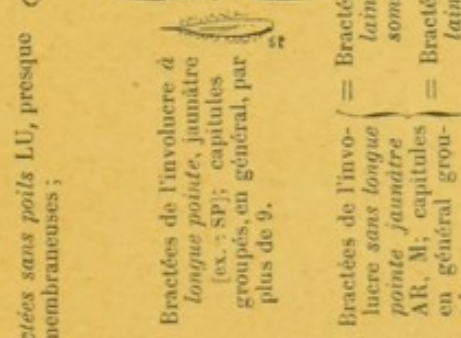 ctées sans poils LU, presque
membraneuses ;
Bractées de l'involucre à
longue pointe, jaunâtre
[ex. : SP]; capitules
groupés, en général, par
plus de 9.
SP
Bractées de l'invo-
lucre sans longue
pointe jaunâtre
AR, M; capitules
en général grou-
= Bracté
lain
som
= Bracté
lain